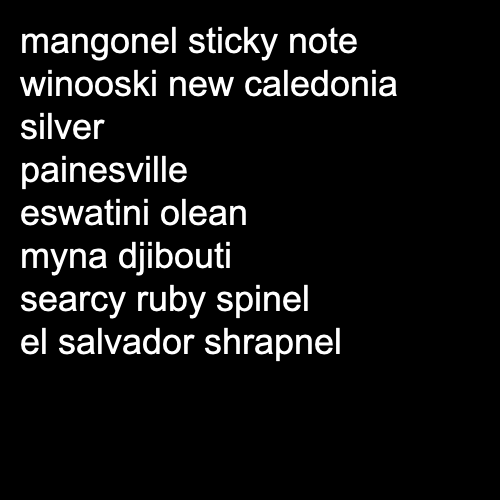 mangonel sticky note
winooski new caledonia
silver
painesville
eswatini olean
myna djibouti
searcy ruby spinel
el salvador shrapnel